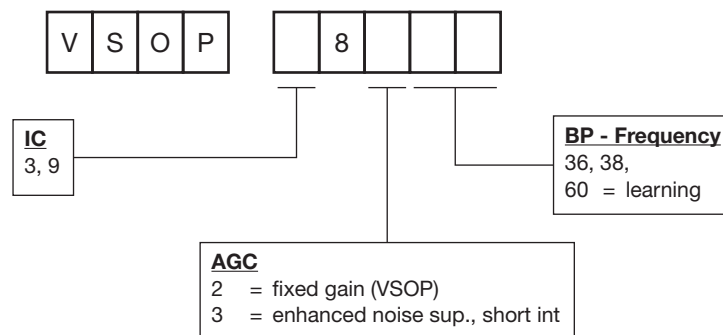 V S O P 8
IC
3, 9
BP - Frequency
36, 38,
60 = learning
AGC
2 = fixed gain (VSOP)
3 = enhanced noise sup., short int